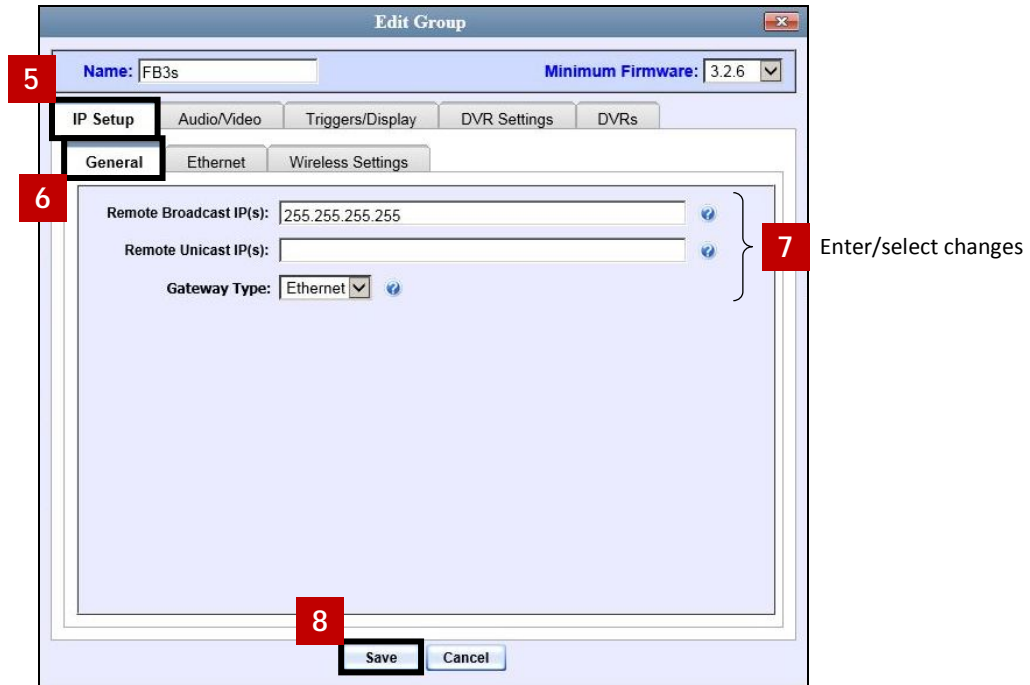 Edit Group
5
Name: FB3s
Minimum Firmware: 3.2.6
IP Setup
Audio/Video
Triggers/Display
DVR Settings
DVRs
General
Ethernet
Wireless Settings
6
Remote Broadcast IP(s): 255.255.255.255
Remote Unicast IP(s):
7 Enter/select changes
Gateway Type: Ethernet
8
Save
Cancel